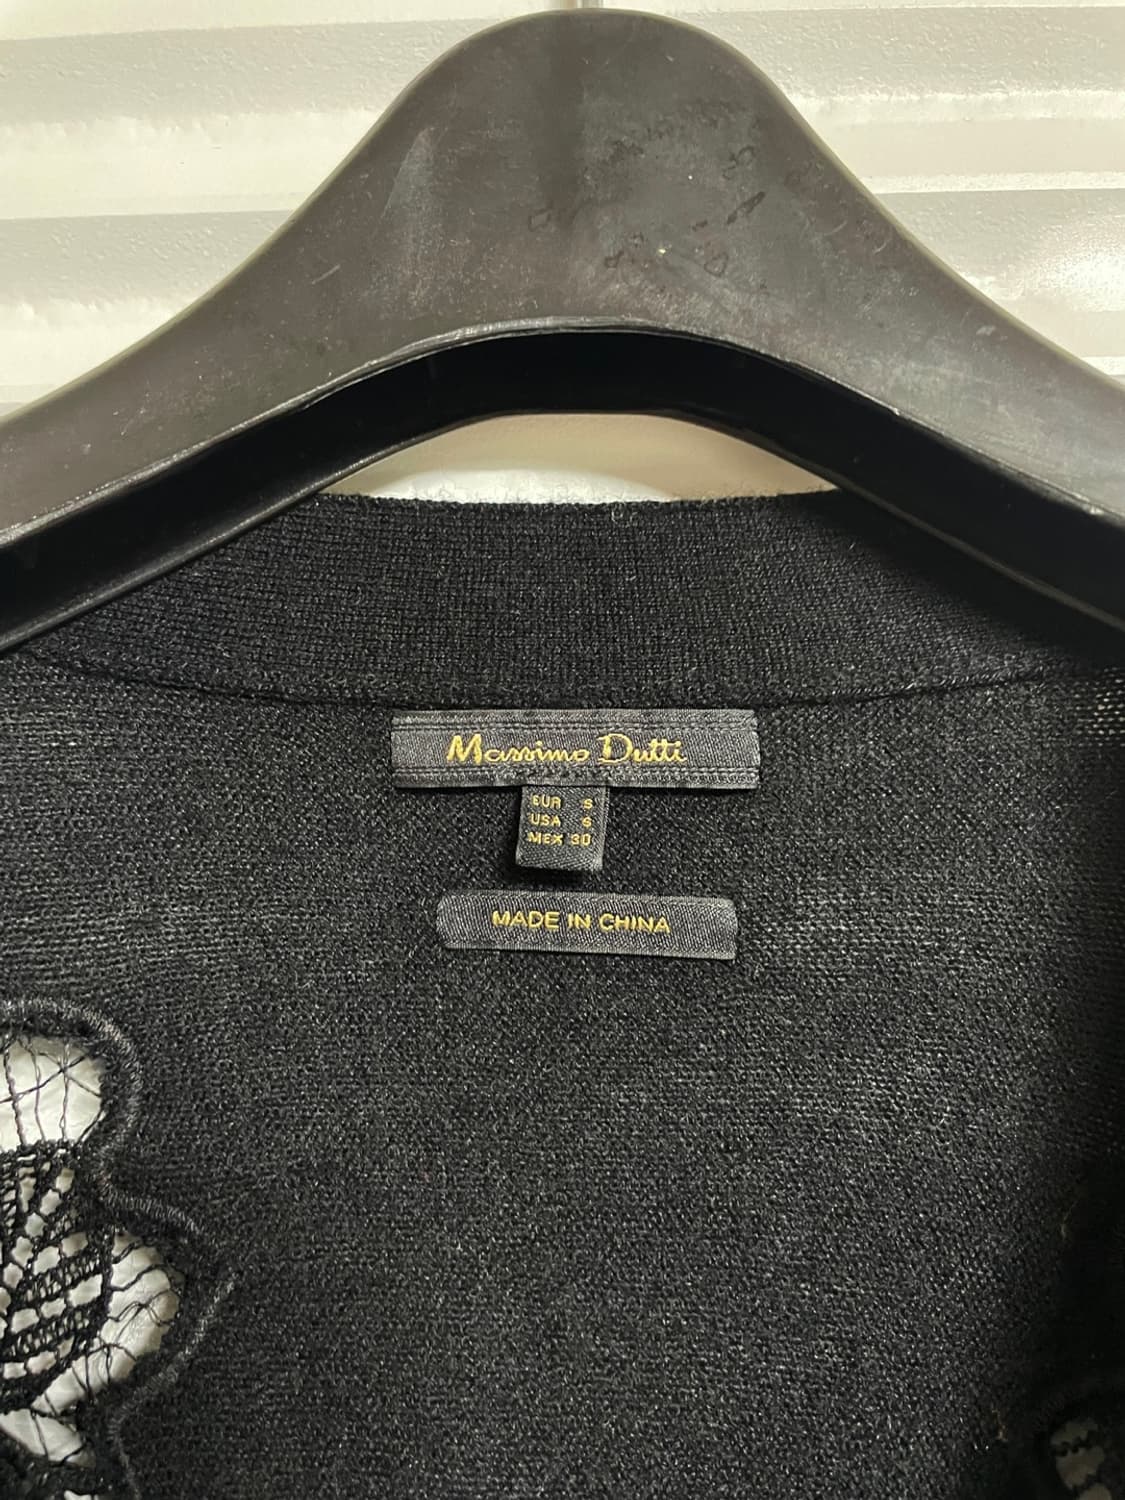 Massimo Dutti
EUR S
USA S
MEX 30
MADE IN CHINA